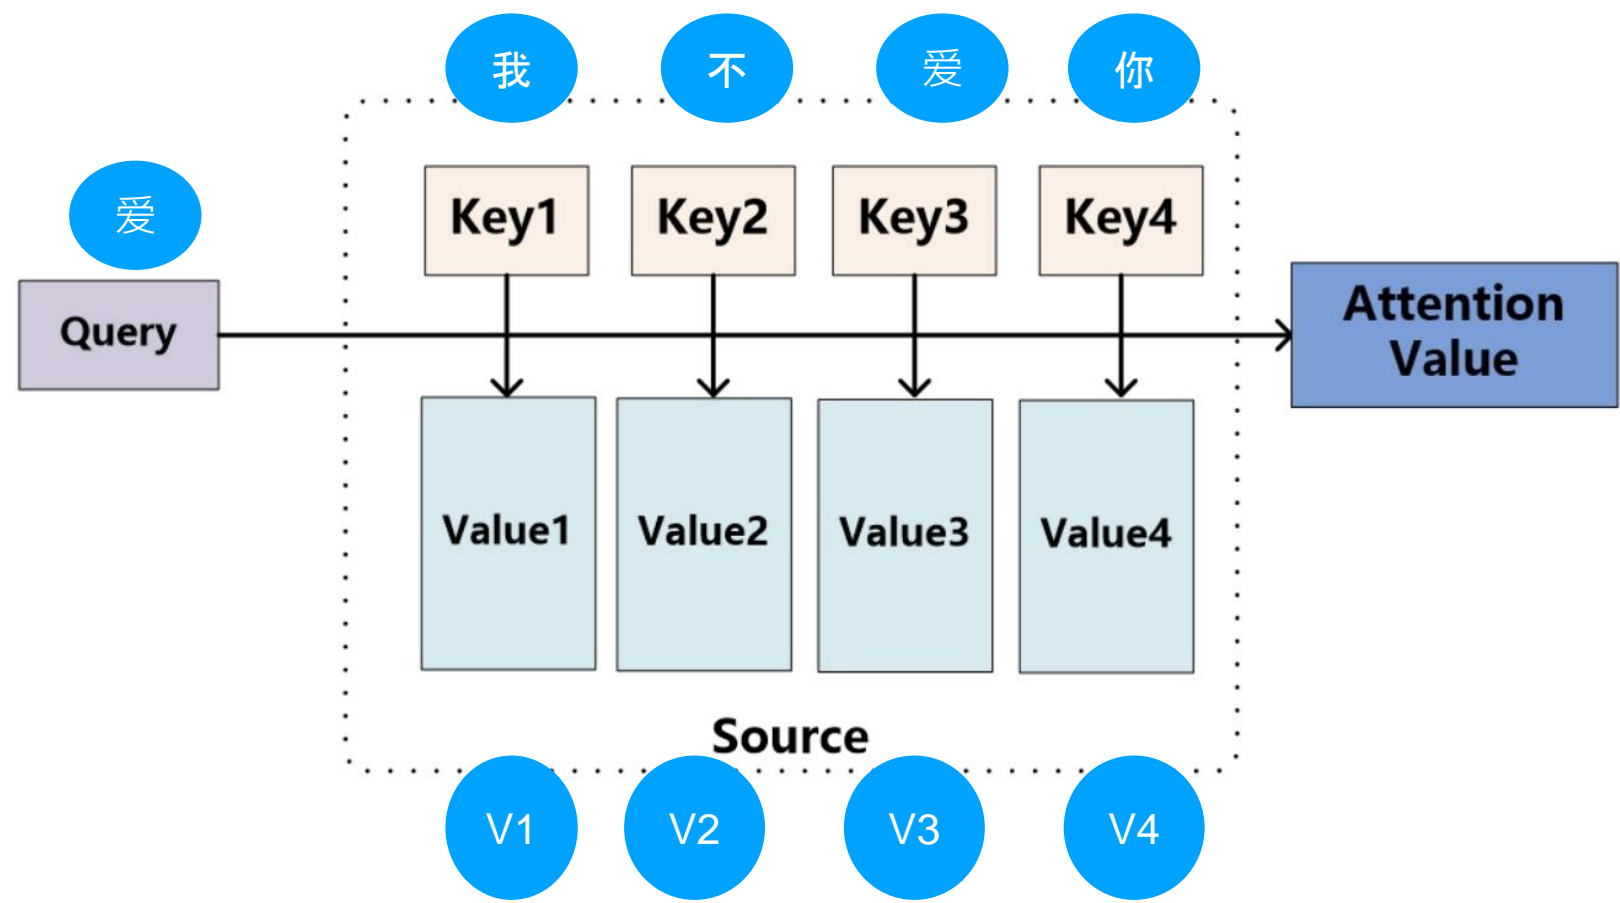 我 不 爱 你
爱
Key1 Key2 Key3 Key4
Query
Attention
Value
Value1 Value2 Value3 Value4
Source
V1 V2 V3 V4